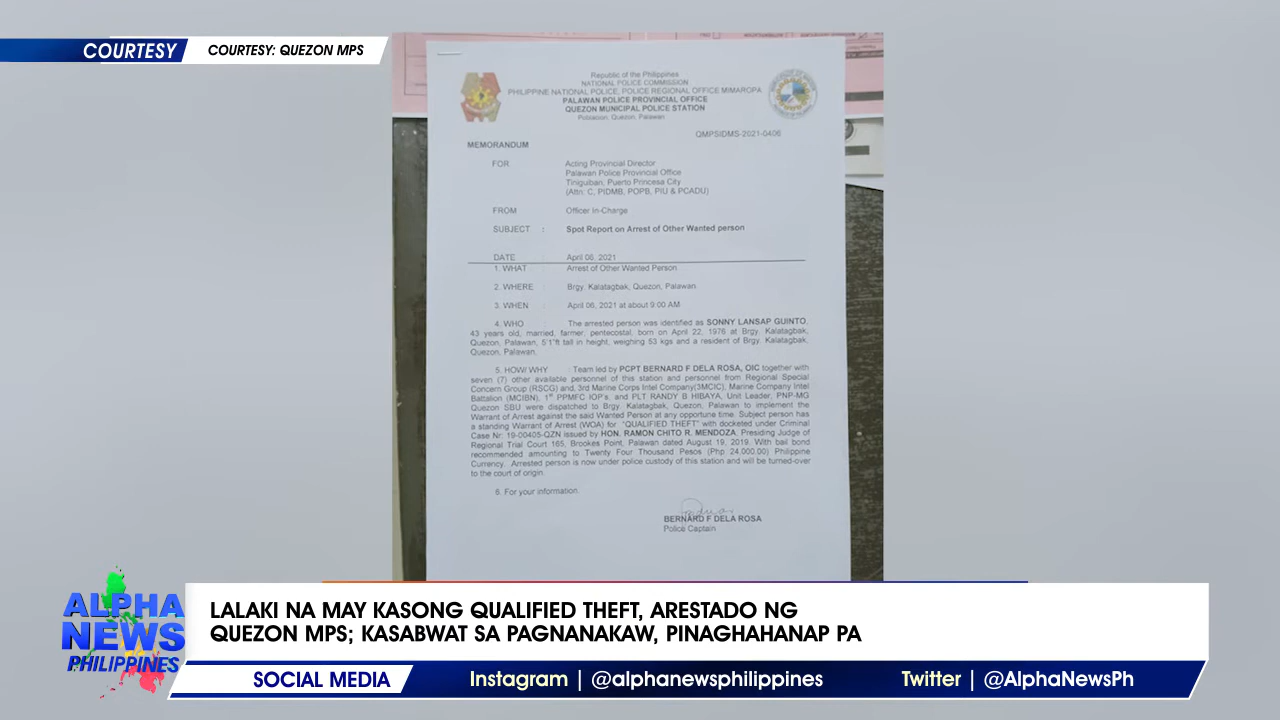 COURTESY
COURTESY: QUEZON MPS
Republic of the Philippines
NATIONAL POLICE COMMISSION
PHILIPPINE NATIONAL POLICE, POLICE REGIONAL OFFICE MIMAROPA
PALAWAN POLICE PROVINCIAL OFFICE
QUEZON MUNICIPAL POLICE STATION
Poblacion, Quezon, Palawan
QMPSIDMS-2021-0406
MEMORANDUM
FOR : Acting Provincial Director
Palawan Police Provincial Office
Tiniguiban, Puerto Princesa City
(Attn: C, PIDMB, POPB, PIU & PCADU)
FROM : Officer In-Charge
SUBJECT : Spot Report on Arrest of Other Wanted person
DATE : April 06, 2021
1. WHAT : Arrest of Other Wanted Person
2. WHERE : Brgy. Kalatagbak, Quezon, Palawan
3. WHEN : April 06, 2021 at about 9:00 AM
4. WHO : The arrested person was identified as SONNY LANSAP GUINTO,
43 years old, married, farmer, pentecostal, born on April 22, 1976 at Brgy. Kalatagbak,
Quezon, Palawan, 5'1"ft tall in height, weighing 53 kgs and a resident of Brgy. Kalatagbak,
Quezon, Palawan.
5. HOW/ WHY : Team led by PCPT BERNARD F DELA ROSA, OIC together with
seven (7) other available personnel of this station and personnel from Regional Special
Concern Group (RSCG) and 3rd Marine Corps Intel Company(3MCIC), Marine Company Intel
Battalion (MCIBN), 1st PPMFC IOP's and PLT RANDY B HIBAYA, Unit Leader, PNP-MG
Quezon SBU were dispatched to Brgy. Kalatagbak, Quezon, Palawan to implement the
Warrant of Arrest against the said Wanted Person at any opportune time. Subject person has
a standing Warrant of Arrest (WOA) for "QUALIFIED THEFT" with docketed under Criminal
Case Nr: 19-00405-QZN issued by HON. RAMON CHITO R. MENDOZA, Presiding Judge of
Regional Trial Court 165, Brookes Point, Palawan dated August 19, 2019. With bail bond
recommended amounting to Twenty Four Thousand Pesos (Php 24,000.00) Philippine
Currency. Arrested person is now under police custody of this station and will be turned-over
to the court of origin.
6. For your information.
BERNARD F DELA ROSA
Police Captain
ALPHA
NEWS
PHILIPPINES
LALAKI NA MAY KASONG QUALIFIED THEFT, ARESTADO NG
QUEZON MPS; KASABWAT SA PAGNANAKAW, PINAGHAHANAP PA
SOCIAL MEDIA
Instagram | @alphanewsphilippines
Twitter | @AlphaNewsPh